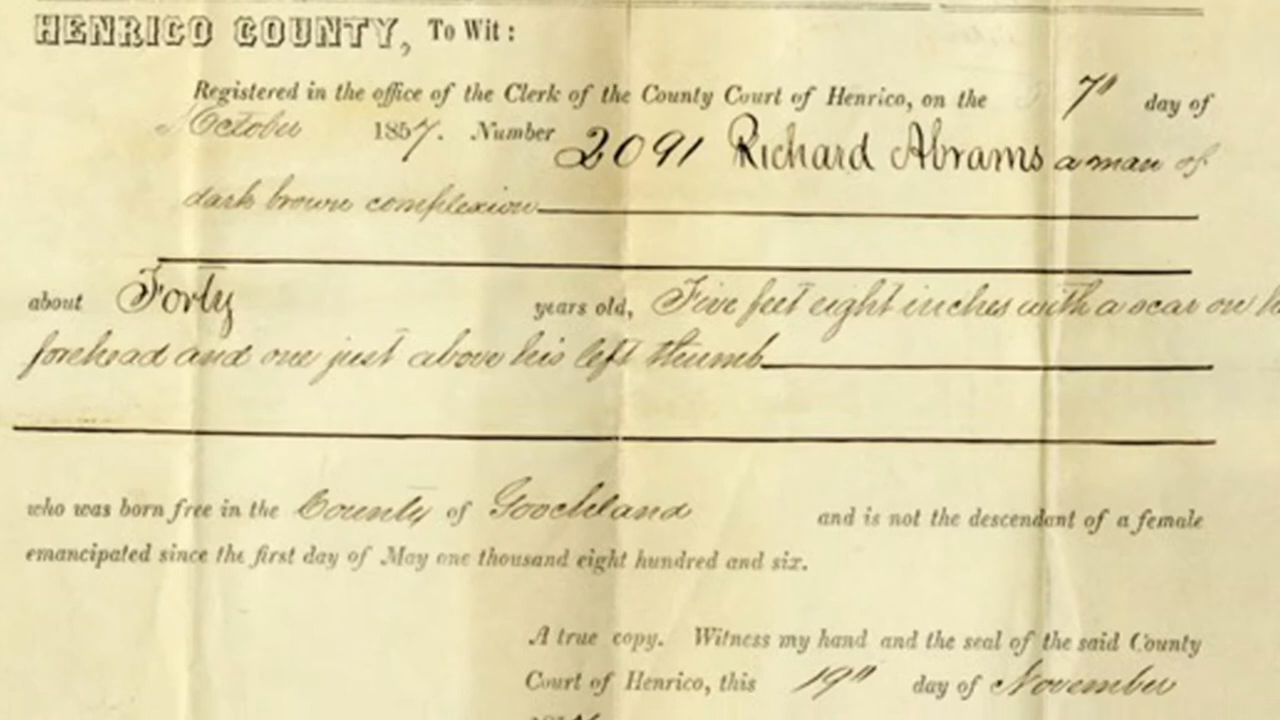 HENRICO COUNTY, To Wit:
Registered in the office of the Clerk of the County Court of Henrico, on the 7" day of
October 1857. Number 2091 Richard Abrams a man of
dark brown complexion
about Forty years old, Five feet eight inches with a scar on
forehead and one just above his left thumb
who was born free in the County of Goochland and is not the descendant of a female
emancipated since the first day of May one thousand eight hundred and six.
A true copy. Witness my hand and the seal of the said County
Court of Henrico, this 19" day of November